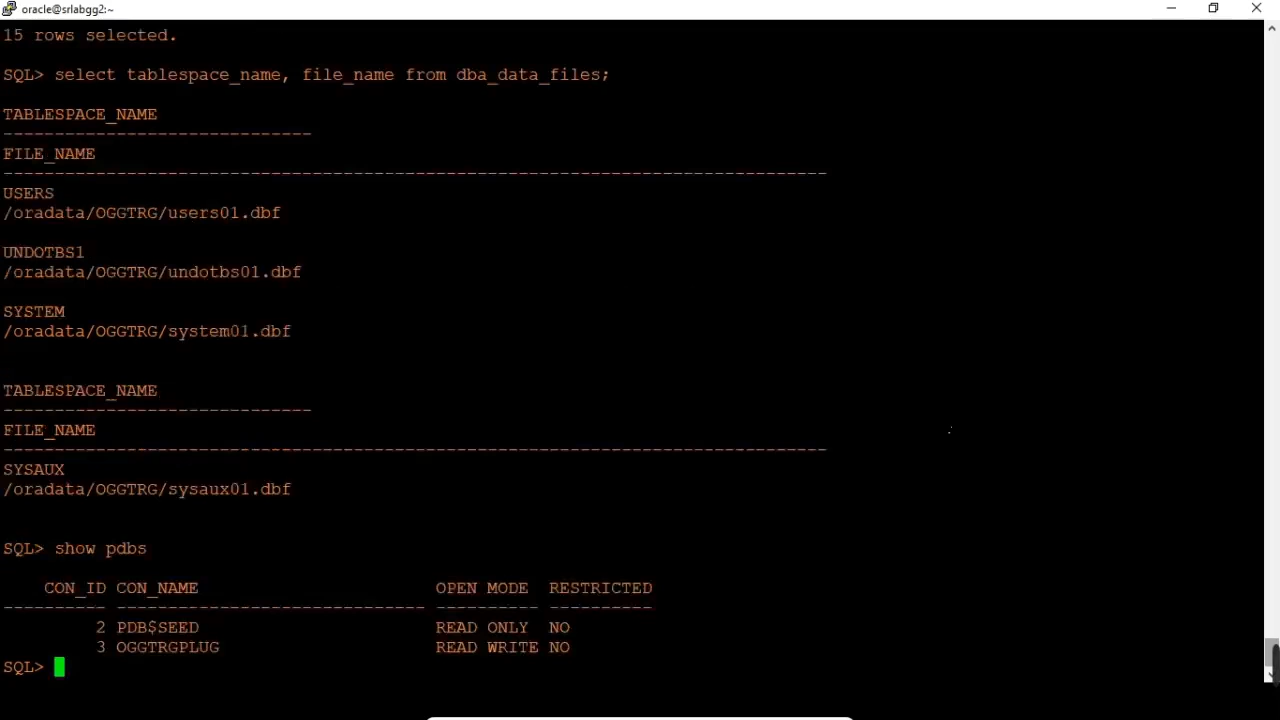 oracle@srlabgg2:~
15 rows selected.
SQL> select tablespace_name, file_name from dba_data_files;
TABLESPACE_NAME
------------------------------
FILE_NAME
--------------------------------------------------------------------------------
USERS
/oradata/OGGTRG/users01.dbf
UNDOTBS1
/oradata/OGGTRG/undotbs01.dbf
SYSTEM
/oradata/OGGTRG/system01.dbf
TABLESPACE_NAME
------------------------------
FILE_NAME
--------------------------------------------------------------------------------
SYSAUX
/oradata/OGGTRG/sysaux01.dbf
SQL> show pdbs
    CON_ID CON_NAME                       OPEN MODE  RESTRICTED
---------- ------------------------------ ---------- ----------
         2 PDB$SEED                       READ ONLY  NO
         3 OGGTRGPLUG                     READ WRITE NO
SQL>